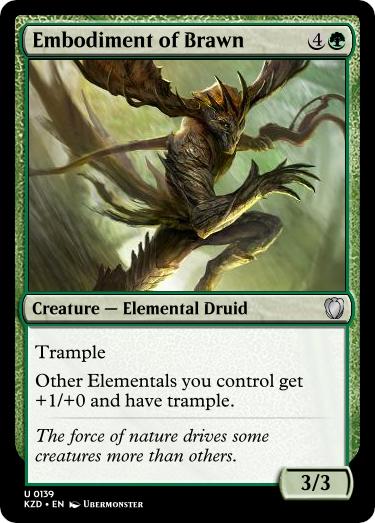 Embodiment of Brawn 4
Creature — Elemental Druid
Trample
Other Elementals you control get
+1/+0 and have trample.
The force of nature drives some
creatures more than others.
3/3
U 0139
KZD • EN Ubermonster